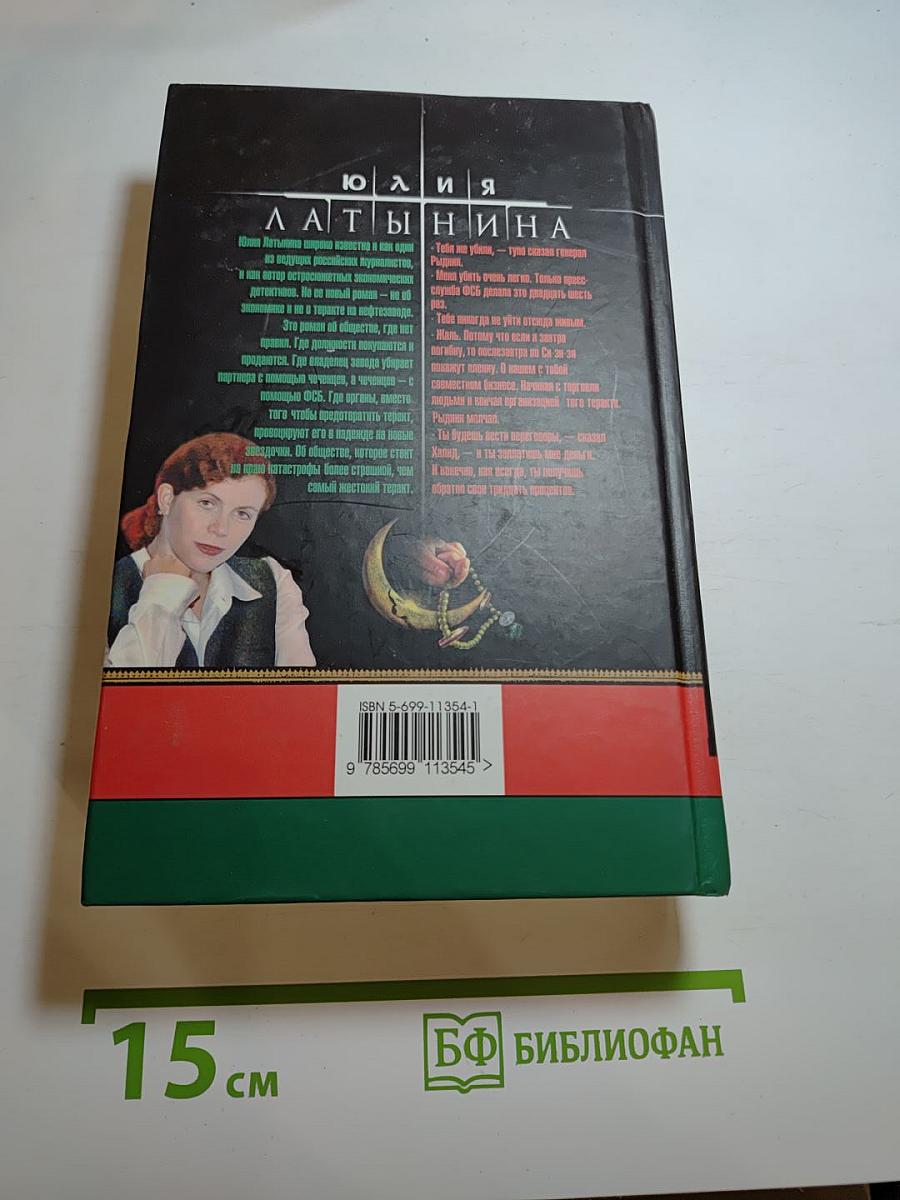 ЮЛИЯ
ЛАТЫНИНА
Юлия Латынина широко известна и как один
из ведущих российских журналистов,
и как автор остросюжетных экономических
детективов. Но ее новый роман — не об
экономике и не о теракте на нефтезаводе.
Это роман об обществе, где нет
правил. Где должности покупаются и
продаются. Где владелец завода убирает
партнера с помощью чеченцев, а чеченцев — с
помощью ФСБ. Где органы, вместо
того чтобы предотвратить теракт,
провоцируют его в надежде на новые
звездочки. Об обществе, которое стоит
на краю катастрофы более страшной, чем
самый жестокий теракт.
- Тебя же убили, — тупо сказал генерал
Рыдник.
- Меня убить очень легко. Только пресс-
служба ФСБ делала это двадцать шесть
раз.
- Тебе никогда не уйти отсюда живым.
- Жаль. Потому что если я завтра
погибну, то послезавтра по Си-эн-эн
покажут пленку. О нашем с тобой
совместном бизнесе. Начиная с торговли
людьми и кончая организацией того теракта.
Рыдник молчал.
- Ты будешь вести переговоры, — сказал
Халид, — и ты заплатишь мне деньги.
И конечно, как всегда, ты получишь
обратно свои тридцать процентов.
ISBN 5-699-11354-1
9 785699 113545 >
15 см
БФ БИБЛИОФАН